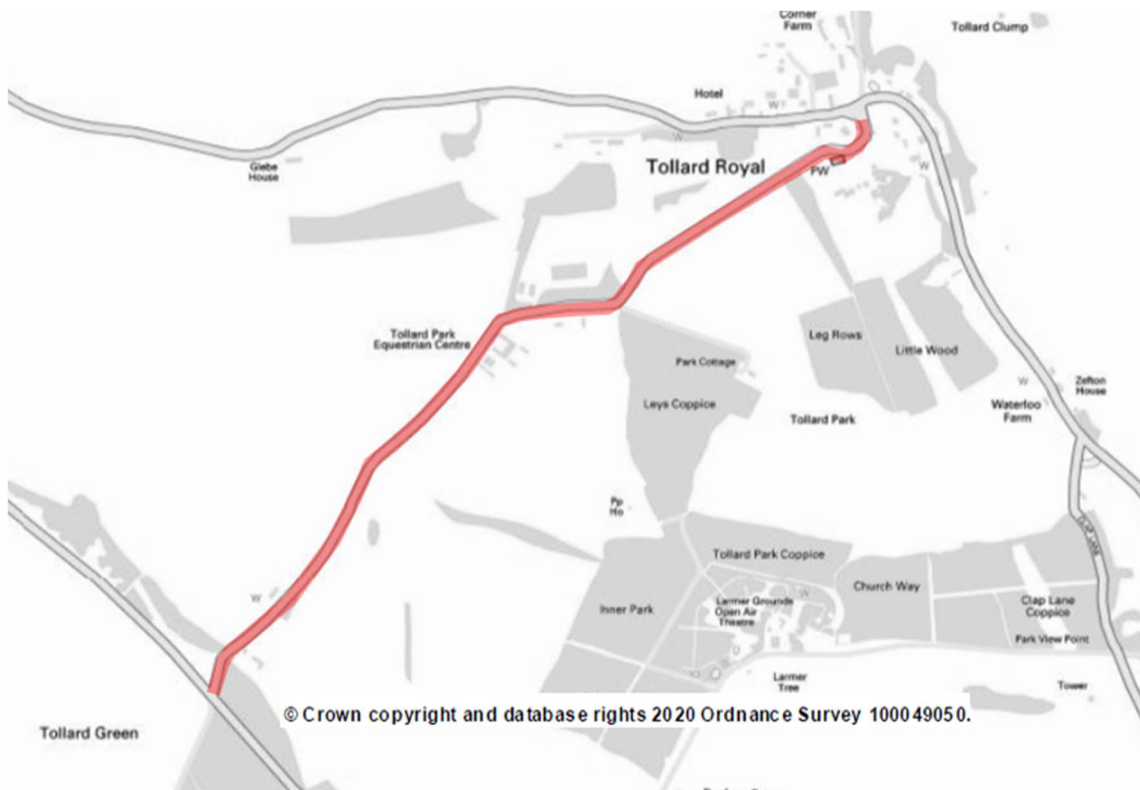 Corner
Farm
Tollard Clump
Hotel
W
W
Glebe
House
Tollard Royal
PW
W
Tollard Park
Equestrian Centre
Leg Rows
Little Wood
Park Cottage
W
Zefton
House
Leys Coppice
Waterloo
Farm
Tollard Park
Pp
Ho
Tollard Park Coppice
Church Way
W
Inner Park
Larmer Grounds
Open Air
Theatre
W
Clap Lane
Coppice
Park View Point
Larmer
Tree
Tower
© Crown copyright and database rights 2020 Ordnance Survey 100049050.
Tollard Green